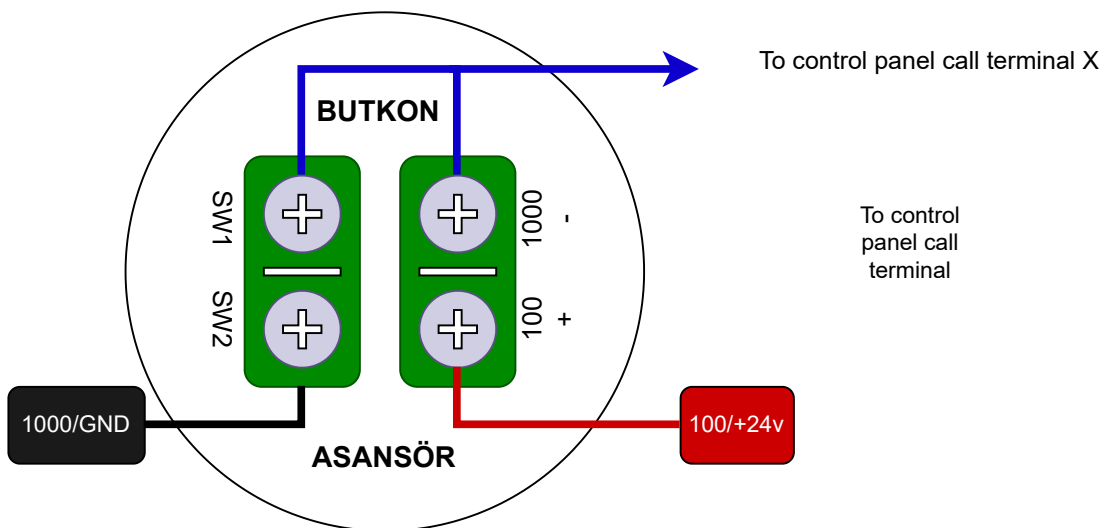 To control panel call terminal X
BUTKON
SW1
1000
-
To control
panel call
terminal
SW2
100
+
1000/GND
100/+24v
ASANSÖR